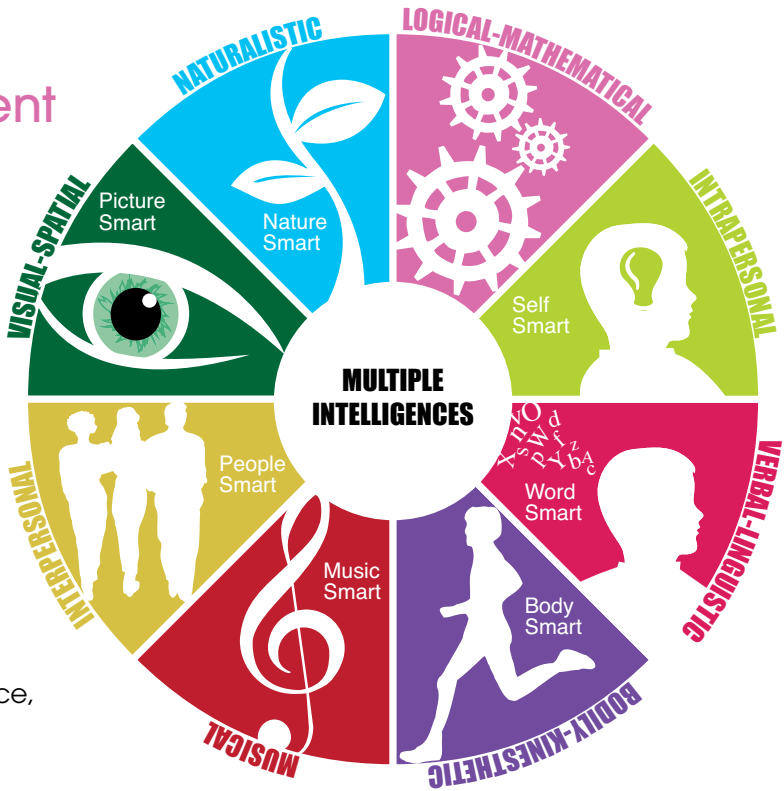 ent
NATURALISTIC
LOGICAL-MATHEMATICAL
INTRAPERSONAL
VERBAL-LINGUISTIC
BODILY-KINESTHETIC
MUSICAL
INTERPERSONAL
VISUAL-SPATIAL
Picture
Smart
Nature
Smart
Self
Smart
MULTIPLE
INTELLIGENCES
People
Smart
Word
Smart
Music
Smart
Body
Smart
ce,